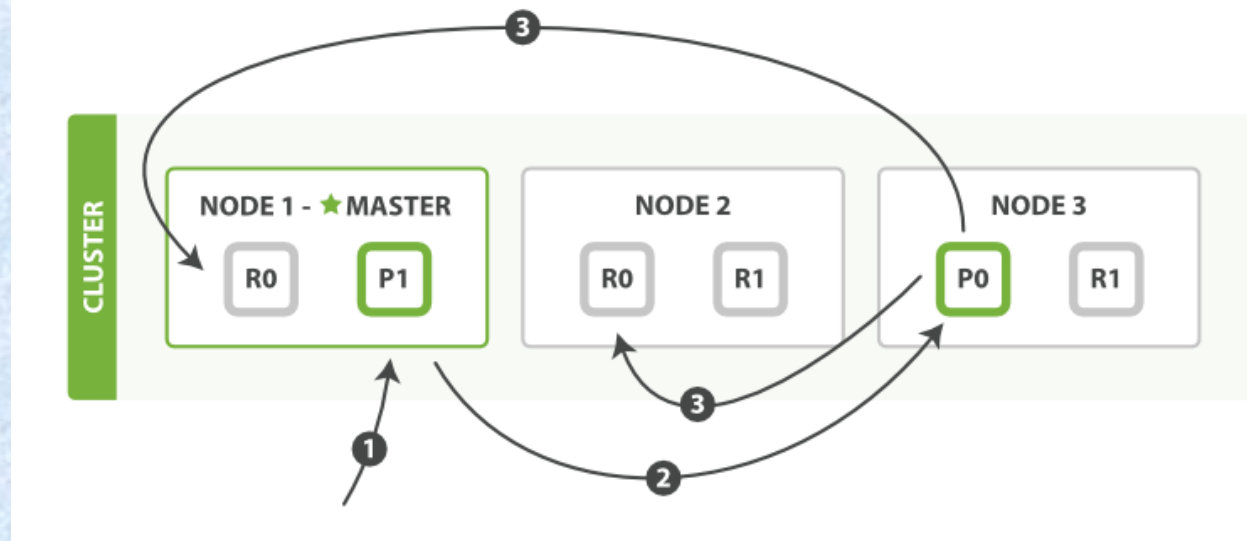 3
CLUSTER
NODE 1 - ★ MASTER
R0
P1
NODE 2
R0
R1
NODE 3
P0
R1
3
1
2